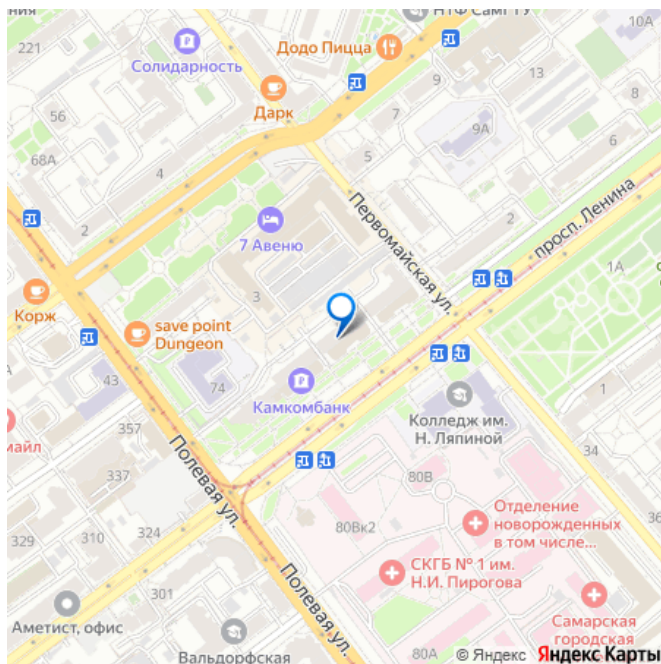 НТФ СамГТУ
10А
221
Додо Пицца
Солидарность
9
13
8
56
Дарк
9А
6
68А
5
7
4
Первомайская ул.
2
просп. Ленина
2
7 Авеню
1А
3
Корж
save point
Dungeon
Камкомбанк
1
43
74
Колледж им.
Н. Ляпиной
майл
357
Полевая ул.
34
337
80В
324
Отделение
новорожденных
в том числе...
36
329
310
80Вк2
СКГБ № 1 им.
Н.И. Пирогова
301
Аметист, офис
Самарская
городская
Полевая ул.
Вальдорфская
80А
© Яндекс Яндекс Карты